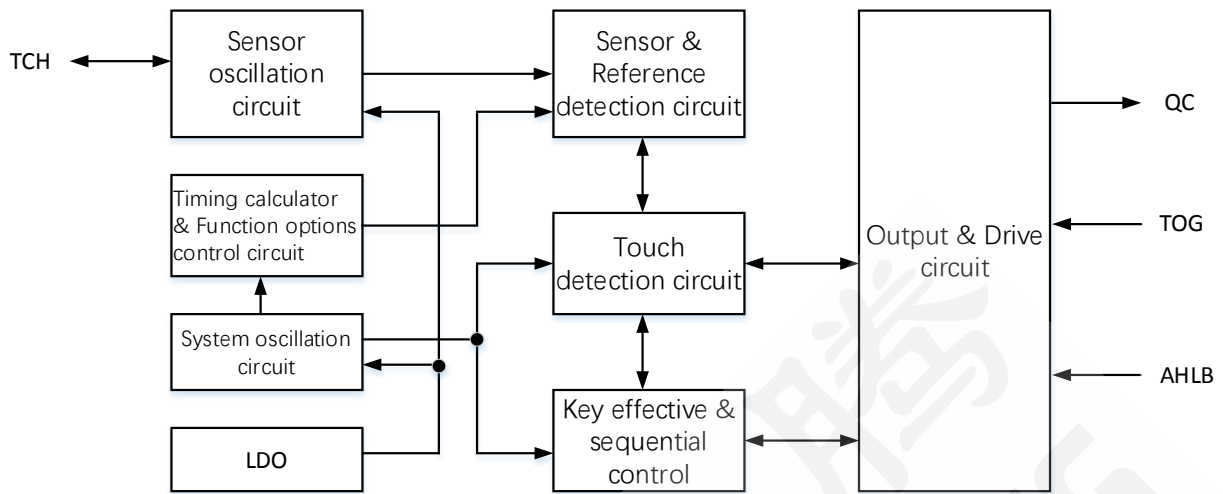 TCH
Sensor
oscillation
circuit
Sensor &
Reference
detection circuit
QC
Timing calculator
& Function options
control circuit
Touch
detection circuit
Output & Drive
circuit
TOG
System oscillation
circuit
AHLB
LDO
Key effective &
sequential
control
腾